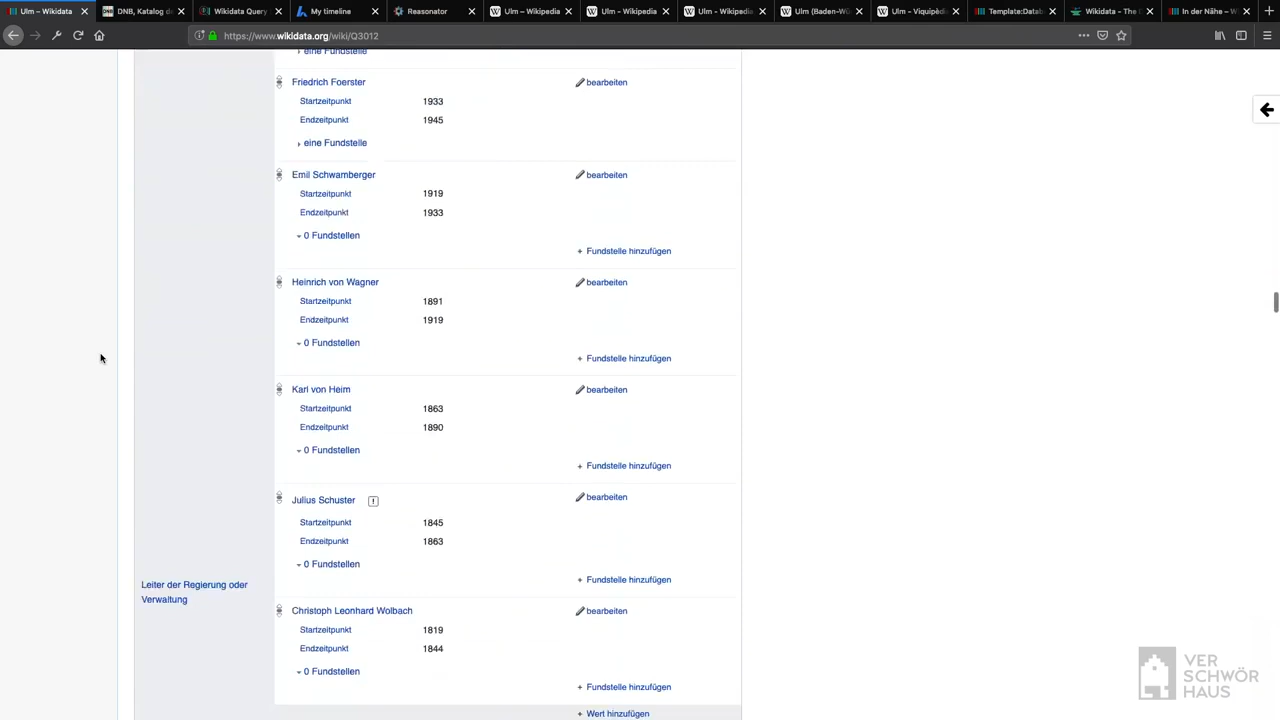 Ulm – Wikidata
DNB, Katalog d
Wikidata Query
My timeline
Reasonator
Ulm – Wikipedia
Ulm – Wikipedia
Ulm – Wikipedia
Ulm (Baden-Wü
Ulm – Viquipèdi
Template:Datab
Wikidata - The
In der Nähe – W
https://www.wikidata.org/wiki/Q3012
eine Fundstelle
Friedrich Foerster
bearbeiten
Startzeitpunkt 1933
Endzeitpunkt 1945
eine Fundstelle
Emil Schwamberger
bearbeiten
Startzeitpunkt 1919
Endzeitpunkt 1933
0 Fundstellen
+ Fundstelle hinzufügen
Heinrich von Wagner
bearbeiten
Startzeitpunkt 1891
Endzeitpunkt 1919
0 Fundstellen
+ Fundstelle hinzufügen
Karl von Heim
bearbeiten
Startzeitpunkt 1863
Endzeitpunkt 1890
0 Fundstellen
+ Fundstelle hinzufügen
Julius Schuster
bearbeiten
Startzeitpunkt 1845
Endzeitpunkt 1863
0 Fundstellen
+ Fundstelle hinzufügen
Leiter der Regierung oder
Verwaltung
Christoph Leonhard Wolbach
bearbeiten
Startzeitpunkt 1819
Endzeitpunkt 1844
0 Fundstellen
+ Fundstelle hinzufügen
+ Wert hinzufügen
VER
SCHWÖR
HAUS